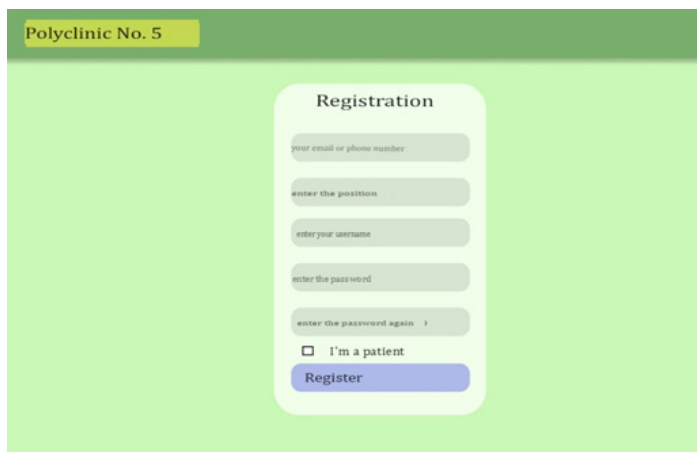 Polyclinic No. 5
Registration
your email or phone number
enter the position
enter your username
enter the password
enter the password again )
I'm a patient
Register